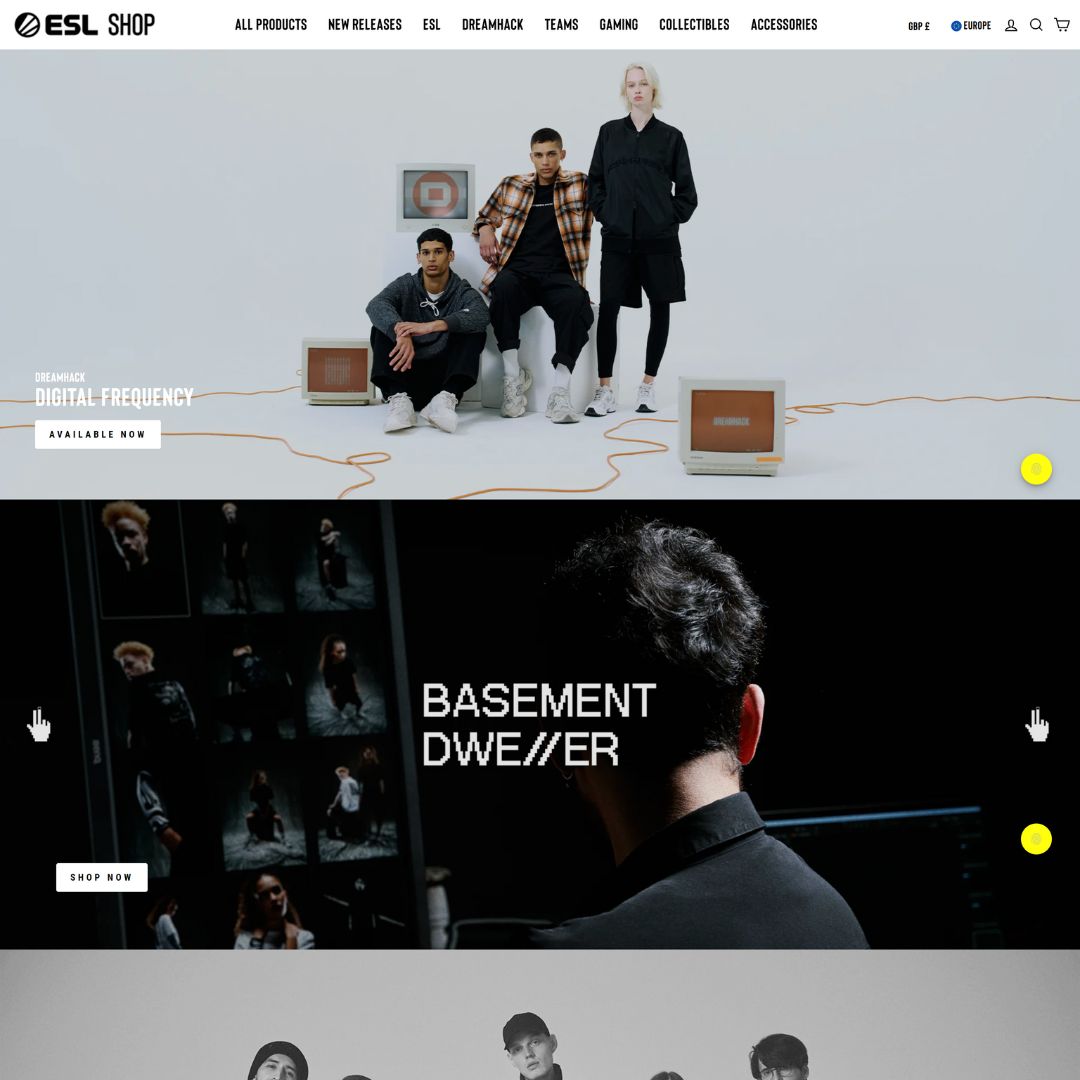 ESL SHOP
ALL PRODUCTS NEW RELEASES ESL DREAMHACK TEAMS GAMING COLLECTIBLES ACCESSORIES
GBP £ EUROPE
DREAMHACK
DIGITAL FREQUENCY
AVAILABLE NOW
DREAMHACK
BASEMENT
DWE//ER
SHOP NOW